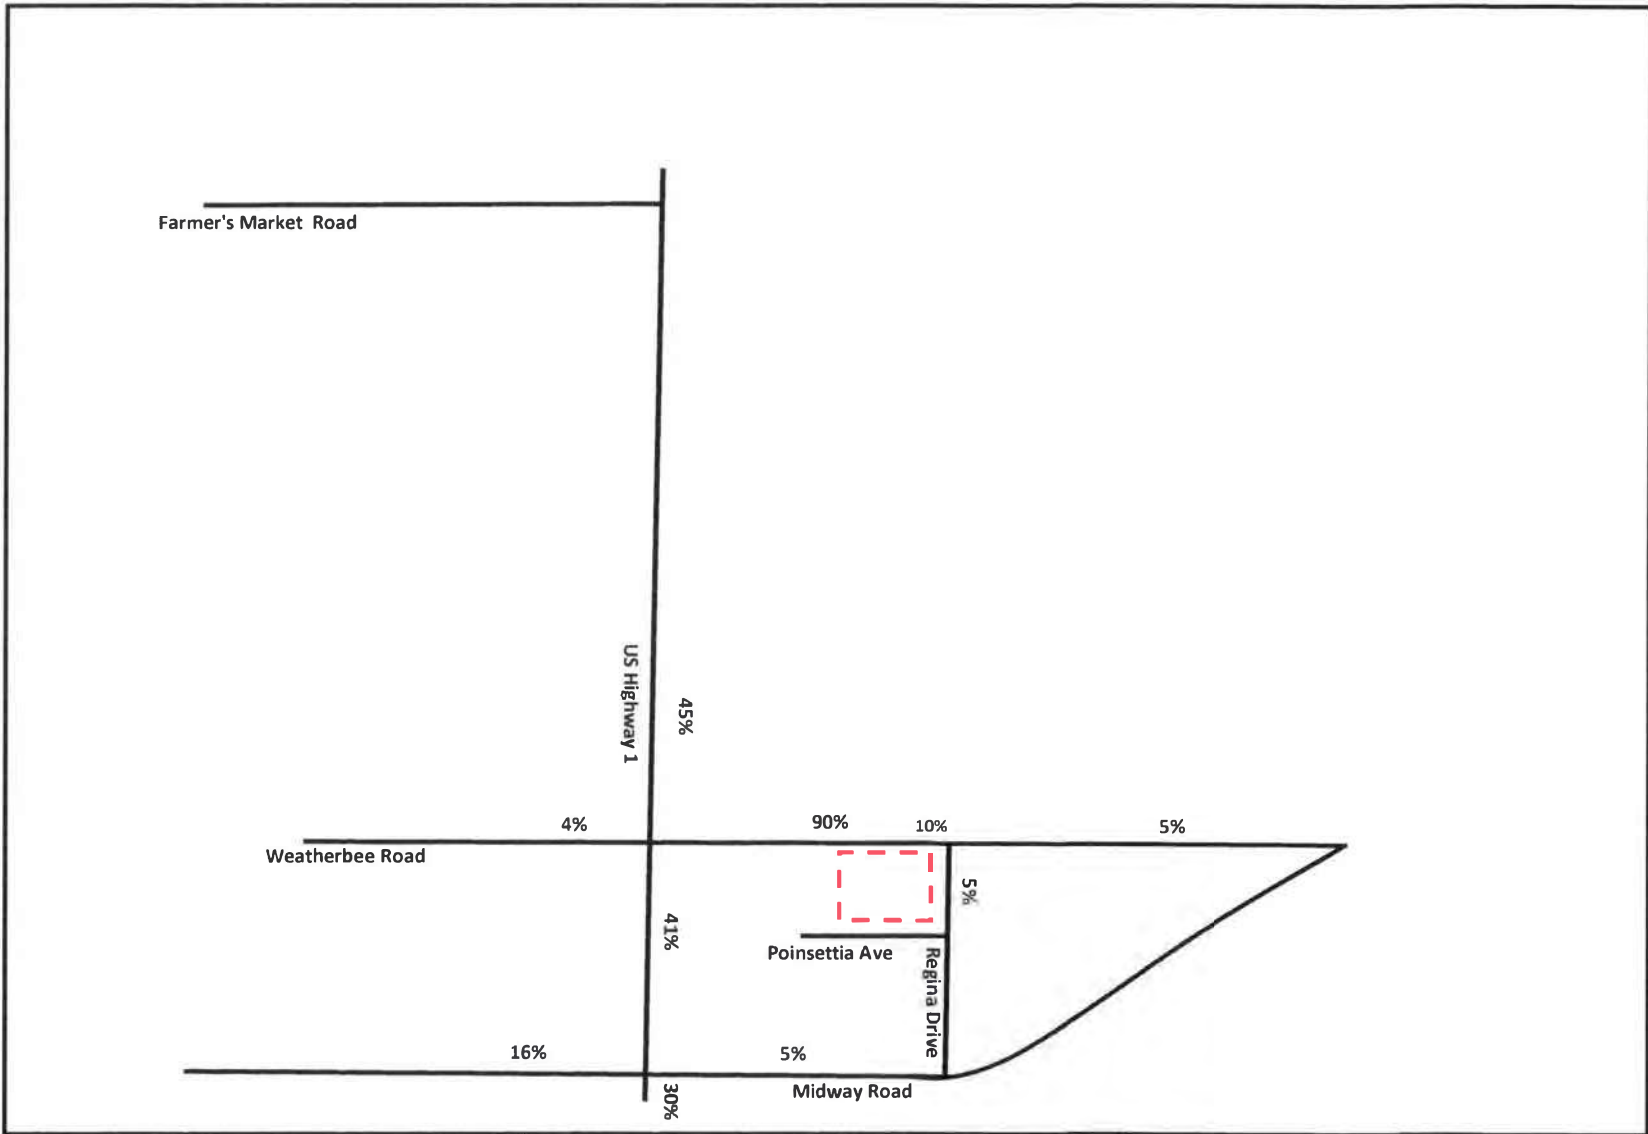 Farmer's Market Road
US Highway 1
45%
4%
90%
10%
5%
Weatherbee Road
5%
41%
Poinsettia Ave
Regina Drive
16%
5%
Midway Road
30%